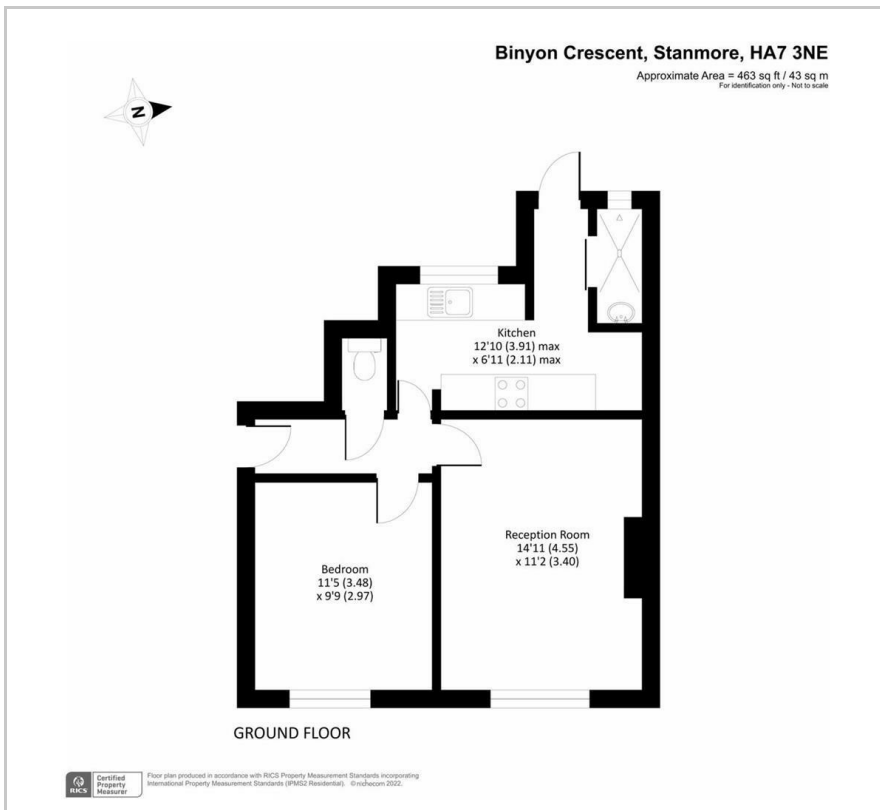 Binyon Crescent, Stanmore, HA7 3NE
Approximate Area = 463 sq ft / 43 sq m
For identification only - Not to scale
N
Kitchen
12'10 (3.91) max
x 6'11 (2.11) max
Reception Room
14'11 (4.55)
x 11'2 (3.40)
Bedroom
11'5 (3.48)
x 9'9 (2.97)
GROUND FLOOR
RICS
Certified
Property
Measurer
Floor plan produced in accordance with RICS Property Measurement Standards incorporating
International Property Measurement Standards (IPMS2 Residential). © nichecom 2022.